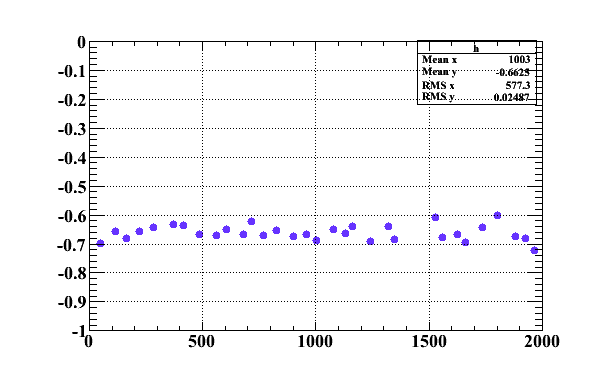 h
Mean x 1003
Mean y -0.6625
RMS x 577.3
RMS y 0.02487
0
-0.1
-0.2
-0.3
-0.4
-0.5
-0.6
-0.7
-0.8
-0.9
-1
0 500 1000 1500 2000